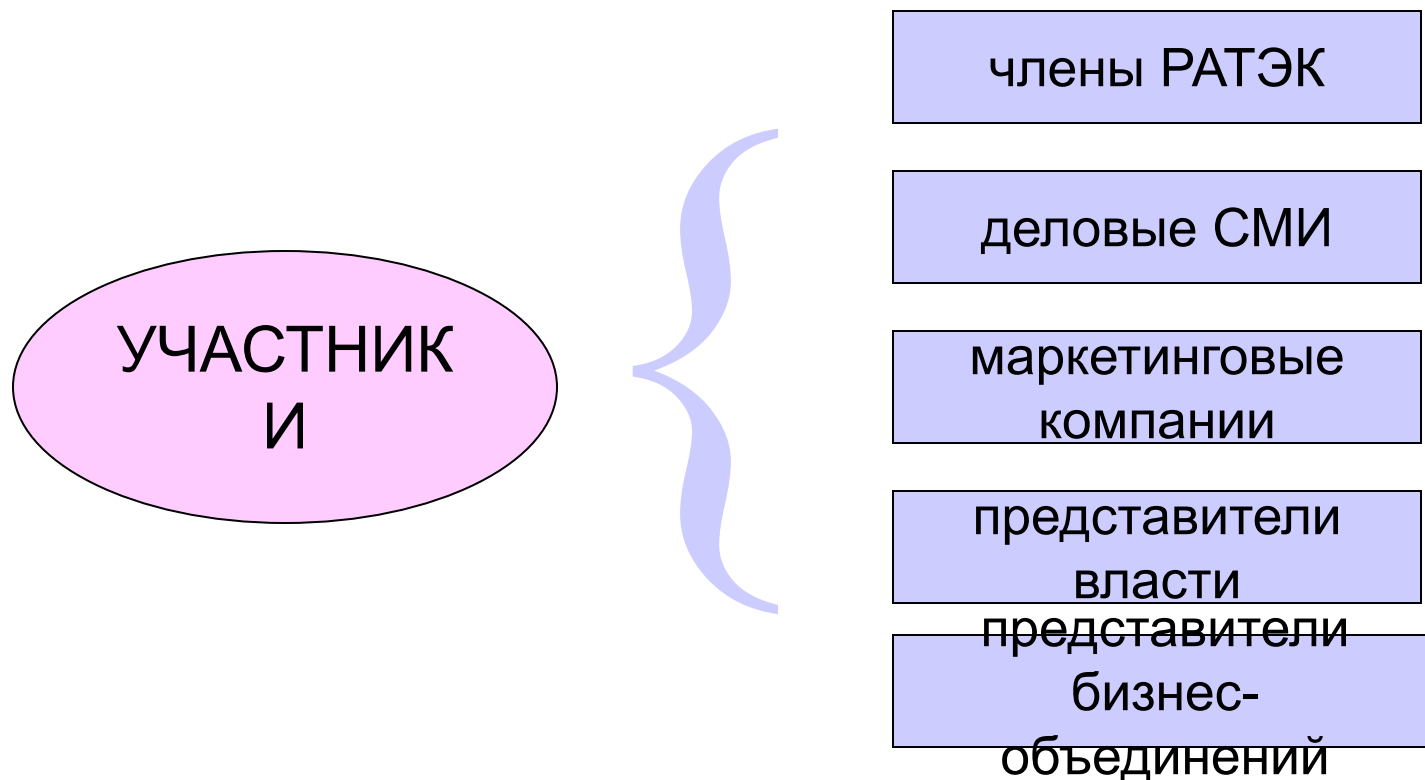 УЧАСТНИК
И
члены РАТЭК
деловые СМИ
маркетинговые
компании
представители
власти
представители
бизнес-
объединений